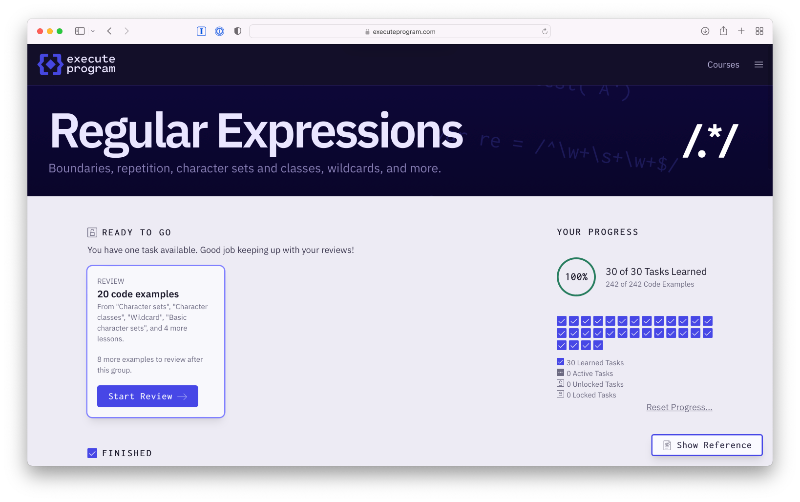 executeprogram.com
execute
program
Courses
Regular Expressions
Boundaries, repetition, character sets and classes, wildcards, and more.
re = /^\w+\s+\w+$/
/.*/
READY TO GO
You have one task available. Good job keeping up with your reviews!
REVIEW
20 code examples
From "Character sets", "Character
classes", "Wildcard", "Basic
character sets", and 4 more
lessons.
8 more examples to review after
this group.
Start Review →
FINISHED
YOUR PROGRESS
100%
30 of 30 Tasks Learned
242 of 242 Code Examples
30 Learned Tasks
0 Active Tasks
0 Unlocked Tasks
0 Locked Tasks
Reset Progress...
Show Reference